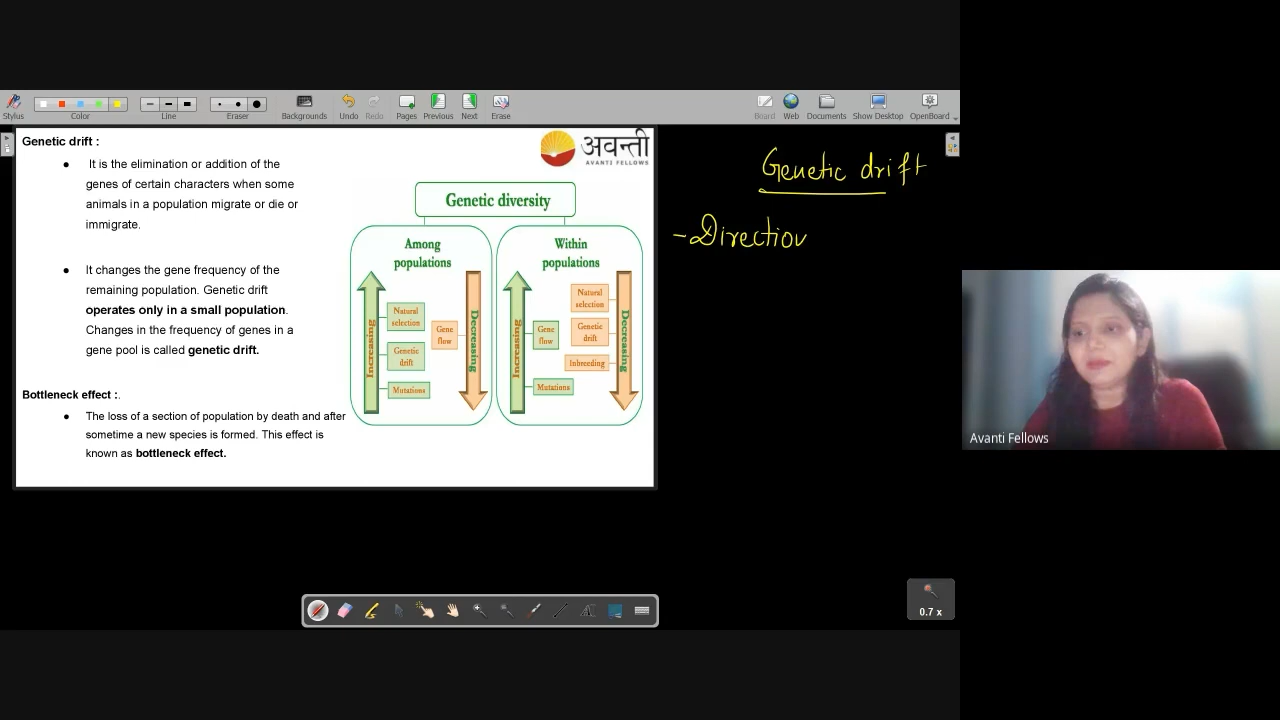 Stylus
Color
Line
Eraser
Backgrounds
Undo
Redo
Pages
Previous
Next
Erase
Board
Web
Documents
Show Desktop
OpenBoard
Genetic drift :
● It is the elimination or addition of the
genes of certain characters when some
animals in a population migrate or die or
immigrate.
● It changes the gene frequency of the
remaining population. Genetic drift
operates only in a small population.
Changes in the frequency of genes in a
gene pool is called genetic drift.
Bottleneck effect :.
● The loss of a section of population by death and after
sometime a new species is formed. This effect is
known as bottleneck effect.
अवन्ती
AVANTI FELLOWS
Genetic diversity
Among
populations
Increasing
Natural
selection
Genetic
drift
Mutations
Gene
flow
Decreasing
Within
populations
Increasing
Gene
flow
Mutations
Natural
selection
Genetic
drift
Inbreeding
Decreasing
Genetic drift
-Direction
Avanti Fellows
0.7 x